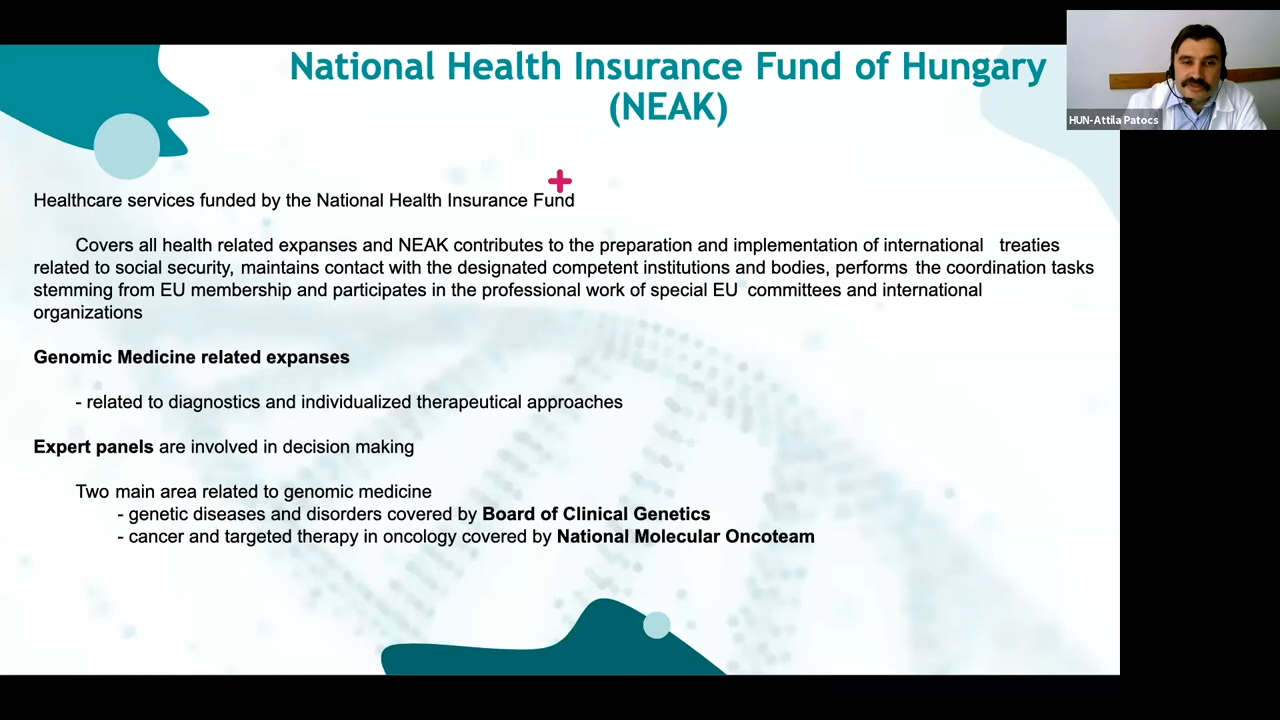 National Health Insurance Fund of Hungary
(NEAK)
HUN-Attila Patocs
Healthcare services funded by the National Health Insurance Fund
Covers all health related expanses and NEAK contributes to the preparation and implementation of international treaties
related to social security, maintains contact with the designated competent institutions and bodies, performs the coordination tasks
stemming from EU membership and participates in the professional work of special EU committees and international
organizations
Genomic Medicine related expanses
- related to diagnostics and individualized therapeutical approaches
Expert panels are involved in decision making
Two main area related to genomic medicine
- genetic diseases and disorders covered by Board of Clinical Genetics
- cancer and targeted therapy in oncology covered by National Molecular Oncoteam